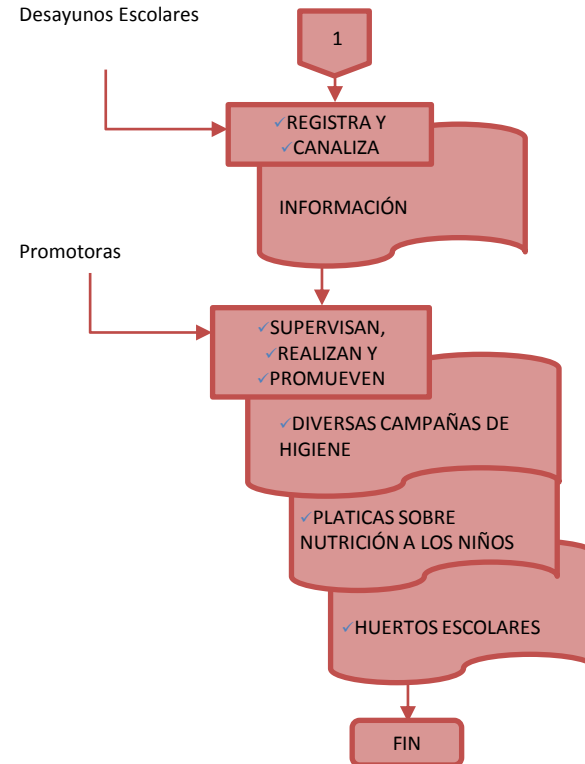 Desayunos Escolares
1
✓REGISTRA Y
✓CANALIZA
INFORMACIÓN
Promotoras
✓SUPERVISAN,
✓REALIZAN Y
✓PROMUEVEN
✓DIVERSAS CAMPAÑAS DE
HIGIENE
✓PLATICAS SOBRE
NUTRICIÓN A LOS NIÑOS
✓HUERTOS ESCOLARES
FIN